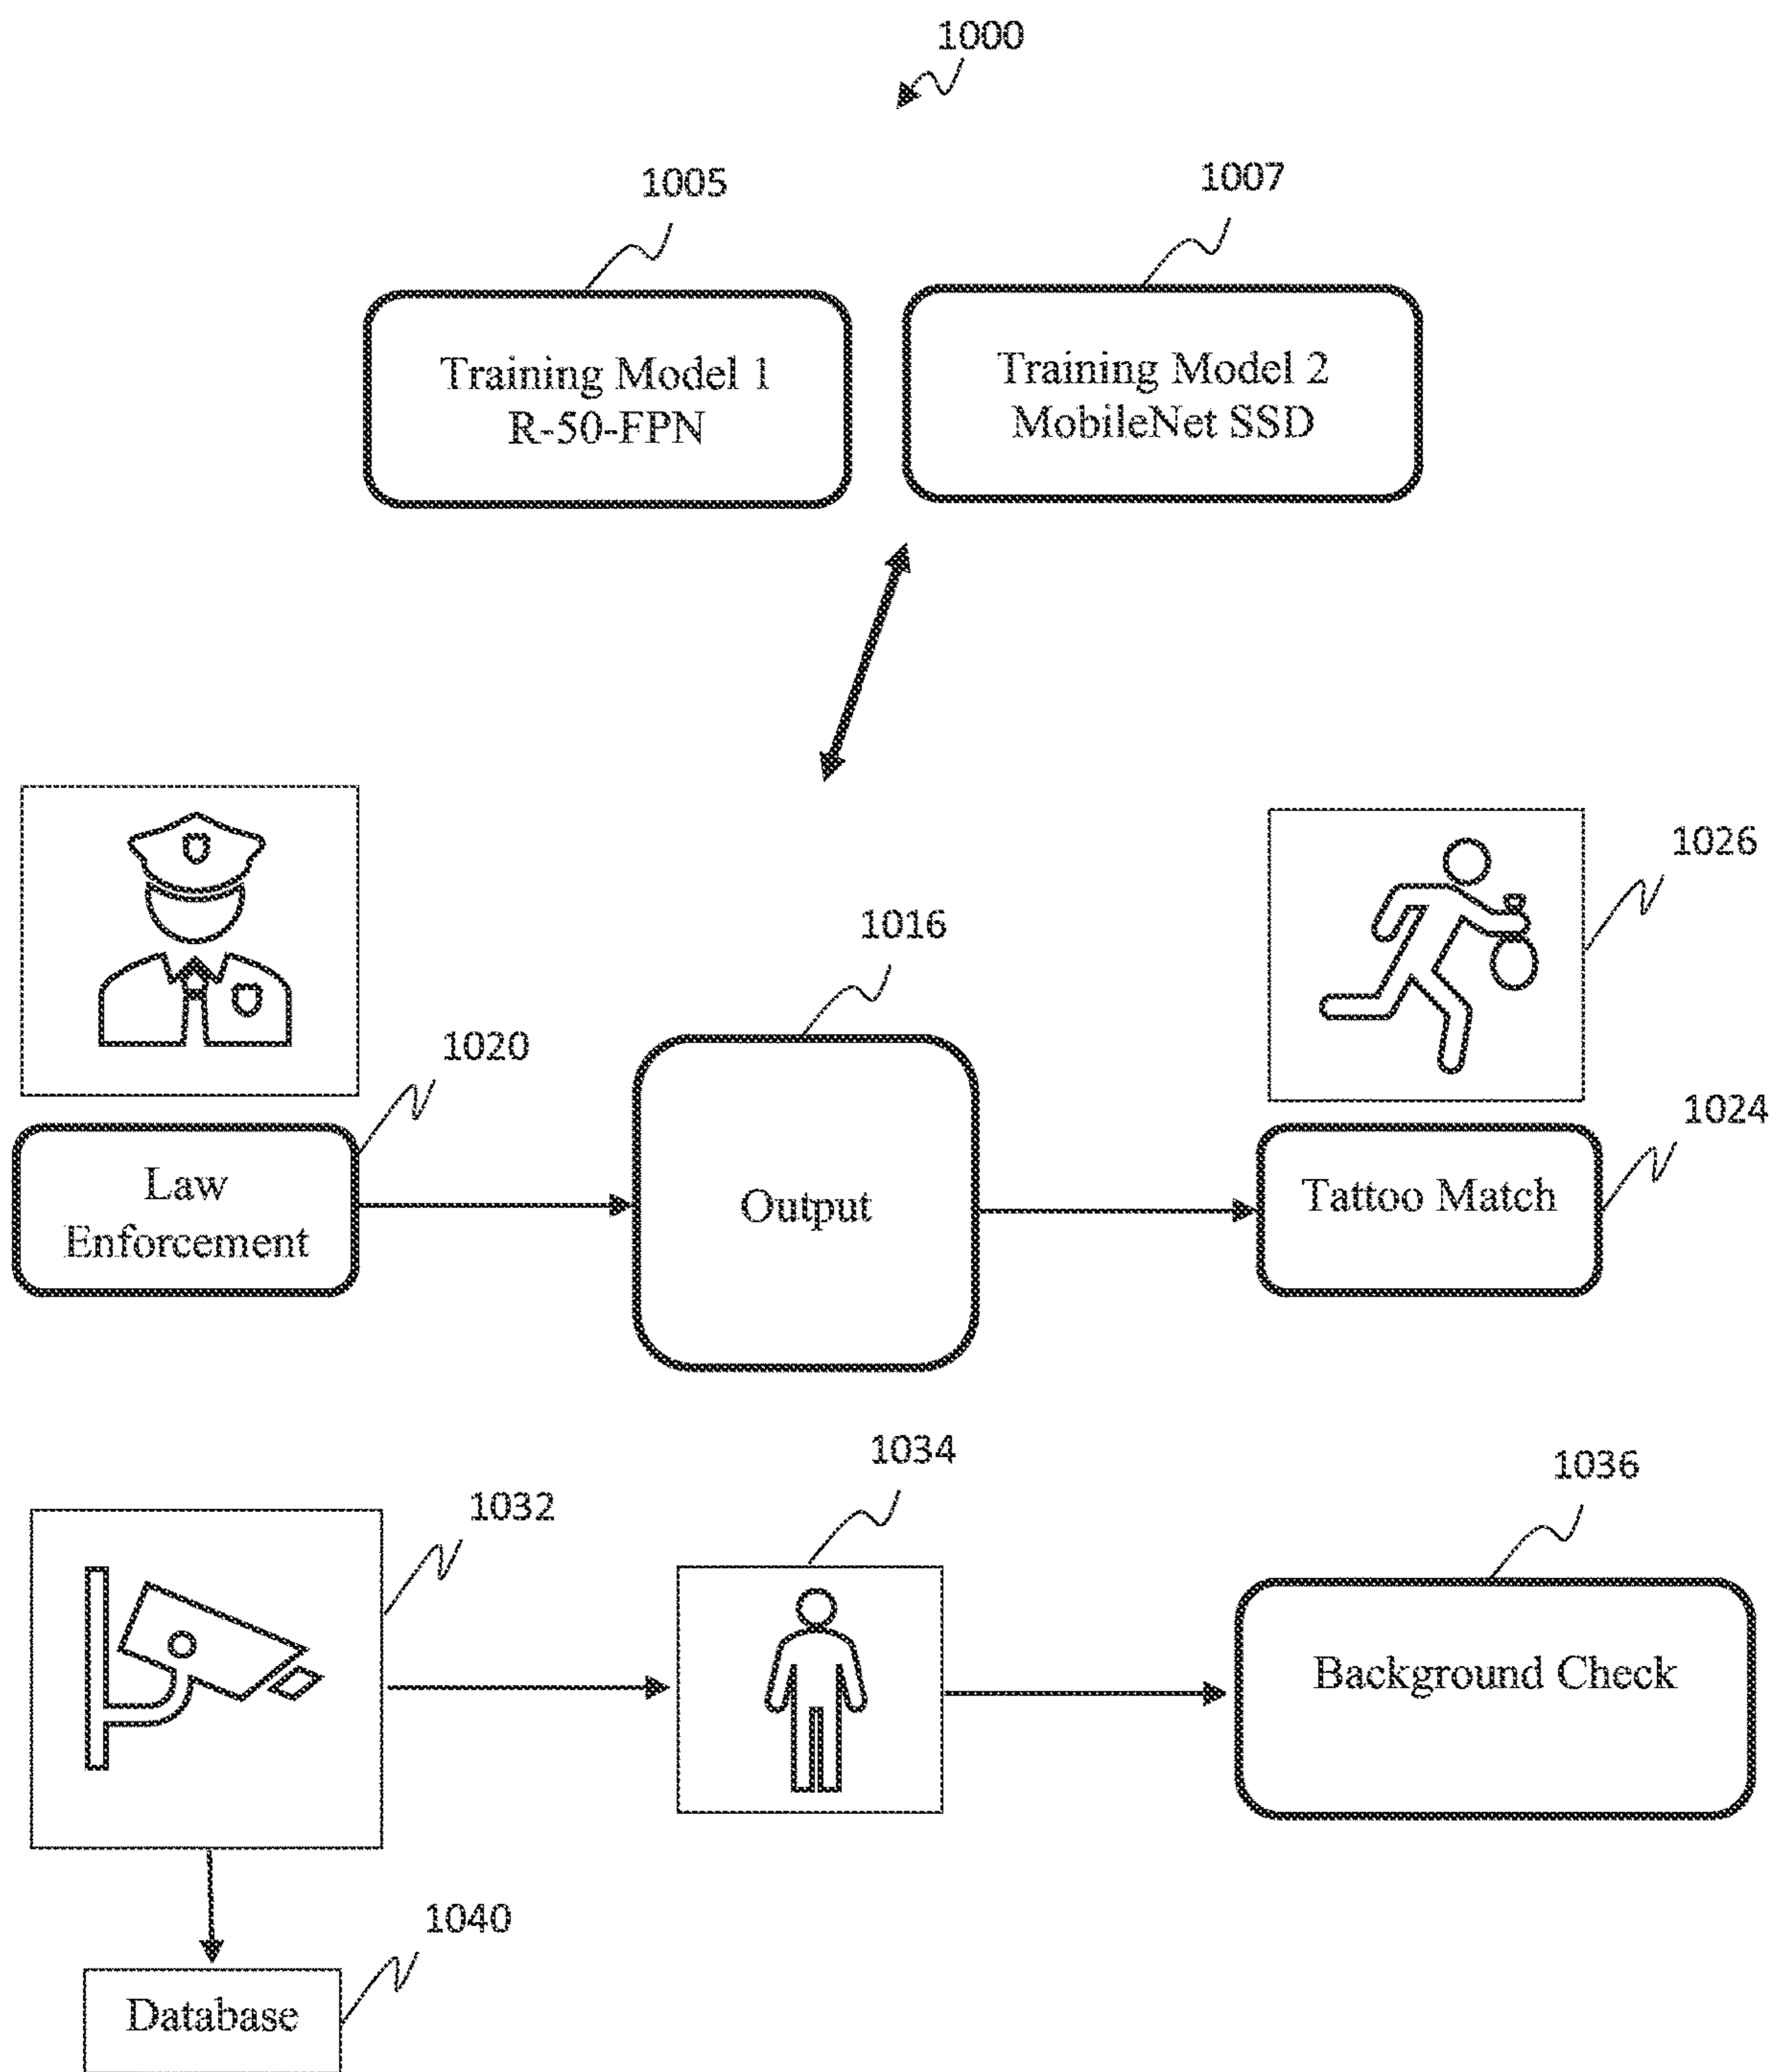 1000
1005
1007
Training Model 1
R-50-FPN
Training Model 2
MobileNet SSD
1026
1016
1020
1024
Law
Enforcement
Output
Tattoo Match
1034
1036
1032
Background Check
1040
Database